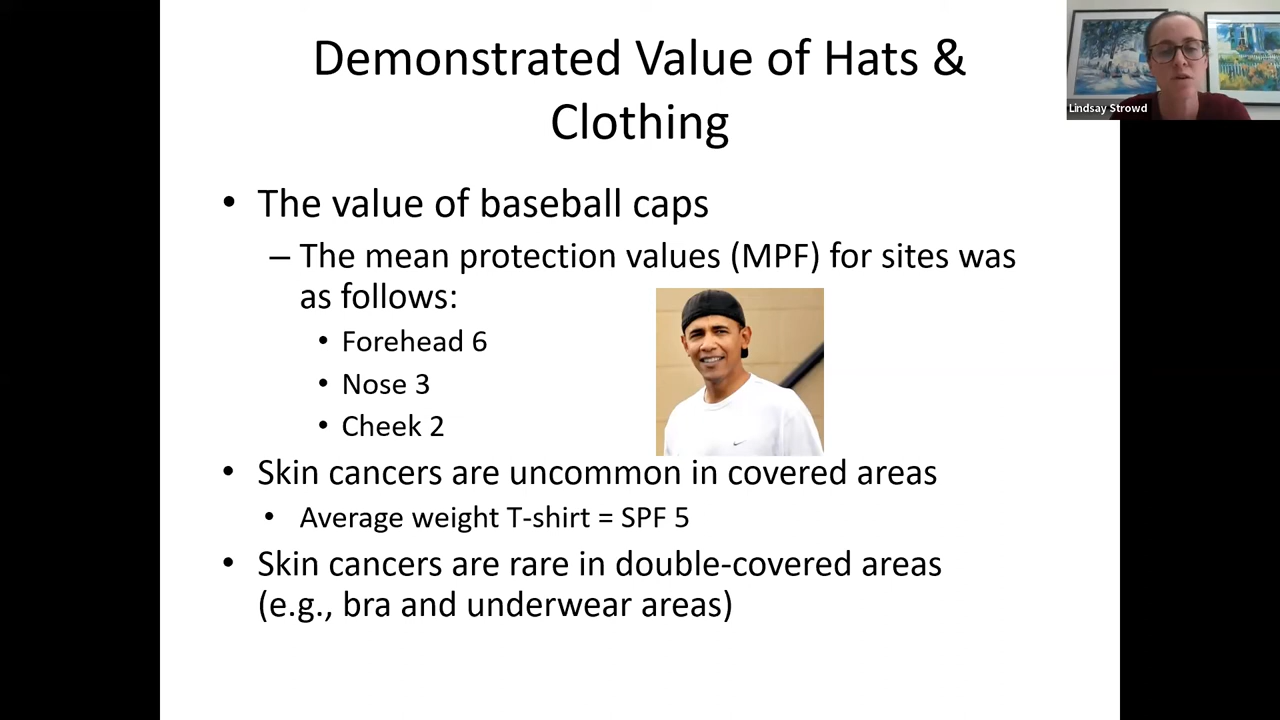 Demonstrated Value of Hats &
Clothing
Lindsay Strowd
• The value of baseball caps
– The mean protection values (MPF) for sites was
as follows:
• Forehead 6
• Nose 3
• Cheek 2
• Skin cancers are uncommon in covered areas
• Average weight T-shirt = SPF 5
• Skin cancers are rare in double-covered areas
(e.g., bra and underwear areas)